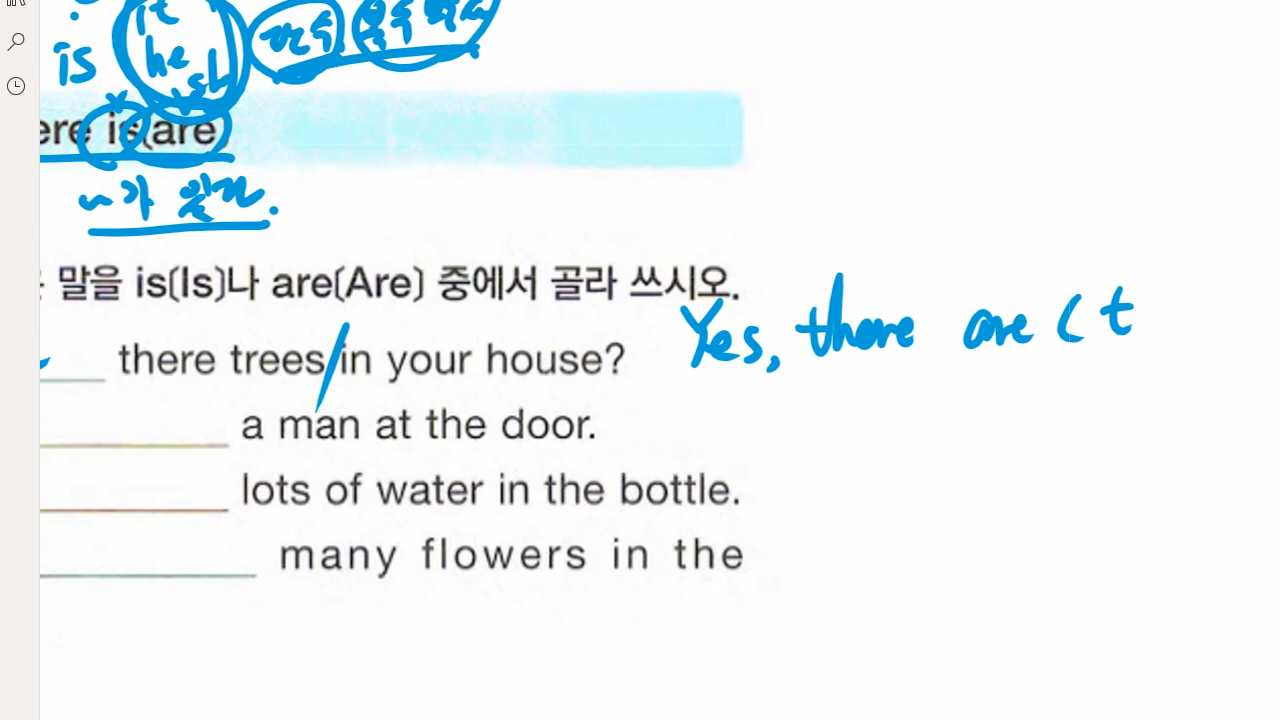 it
is he 단수 복수
sh
ere is(are)
~가 있다.
말을 is(Is)나 are(Are) 중에서 골라 쓰시오.
there trees/in your house? Yes, there are ( t
a man at the door.
lots of water in the bottle.
many flowers in the